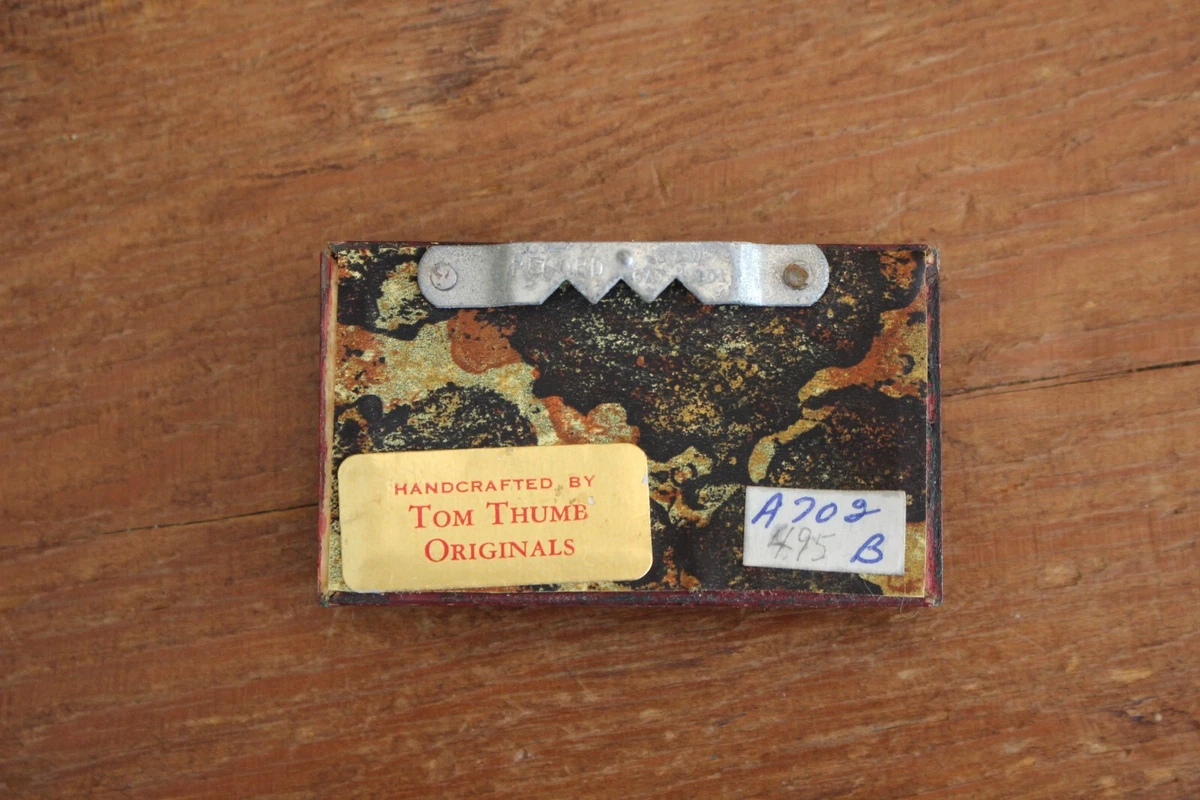 HANDCRAFTED BY
TOM THUMB
ORIGINALS
A702
495 B